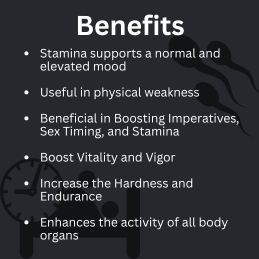 Benefits
• Stamina supports a normal and
elevated mood
• Useful in physical weakness
• Beneficial in Boosting Imperatives,
Sex Timing, and Stamina
• Boost Vitality and Vigor
• Increase the Hardness and
Endurance
• Enhances the activity of all body
organs